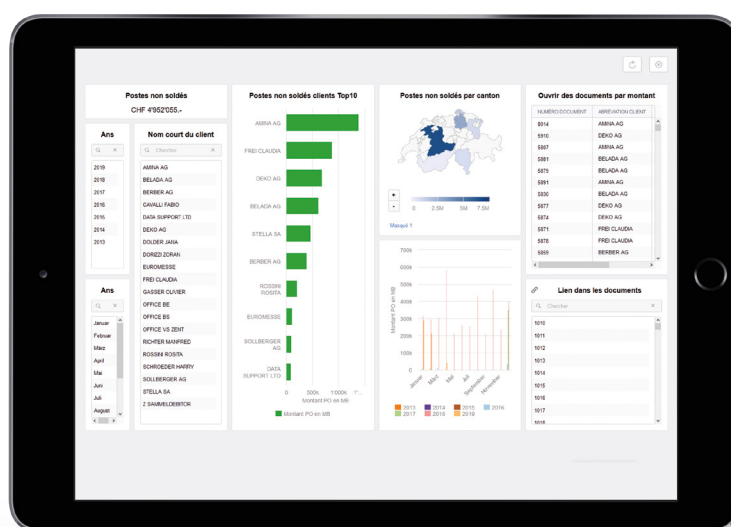 Postes non soldés
CHF 4'952'055.-
Ans
Chercher
2019
2018
2017
2016
2015
2014
2013
Ans
Chercher
Januar
Februar
März
April
Mai
Juni
Juli
August
Nom court du client
Chercher
AMINA AG
BELADA AG
BERBER AG
CAVALLI FABIO
DATA SUPPORT LTD
DEKO AG
DOLDER JANA
DORIZZI ZORAN
EUROMESSE
FREI CLAUDIA
GASSER OLIVIER
OFFICE BE
OFFICE BS
OFFICE VS ZENT
RICHTER MANFRED
ROSSINI ROSITA
SCHROEDER HARRY
SOLLBERGER AG
STELLA SA
Z SAMMELDEBITOR
Postes non soldés clients Top10
AMINA AG
FREI CLAUDIA
DEKO AG
BELADA AG
STELLA SA
BERBER AG
ROSSINI
ROSITA
EUROMESSE
SOLLBERGER
AG
DATA
SUPPORT LTD
0 500k 1'000k 1'...
Montant PO en MB
Montant PO en MB
Postes non soldés par canton
+
-
0 2.5M 5M 7.5M
Masqué 1
700k
600k
500k
400k
300k
200k
100k
0
Montant PO en MB
Januar März Mai Juli September November
2013 2014 2015 2016
2017 2018 2019
Ouvrir des documents par montant
NUMÉRO DOCUMENT ABRÉVIATION CLIENT
AMINA AG
5910 DEKO AG
5887 AMINA AG
5881 BELADA AG
5879 BELADA AG
5891 AMINA AG
BELADA AG
5877 DEKO AG
5874 DEKO AG
5871 FREI CLAUDIA
5878 FREI CLAUDIA
5859 BERBER AG
Lien dans les documents
Chercher
1010
1011
1012
1013
1014
1015
1016
1017
1018